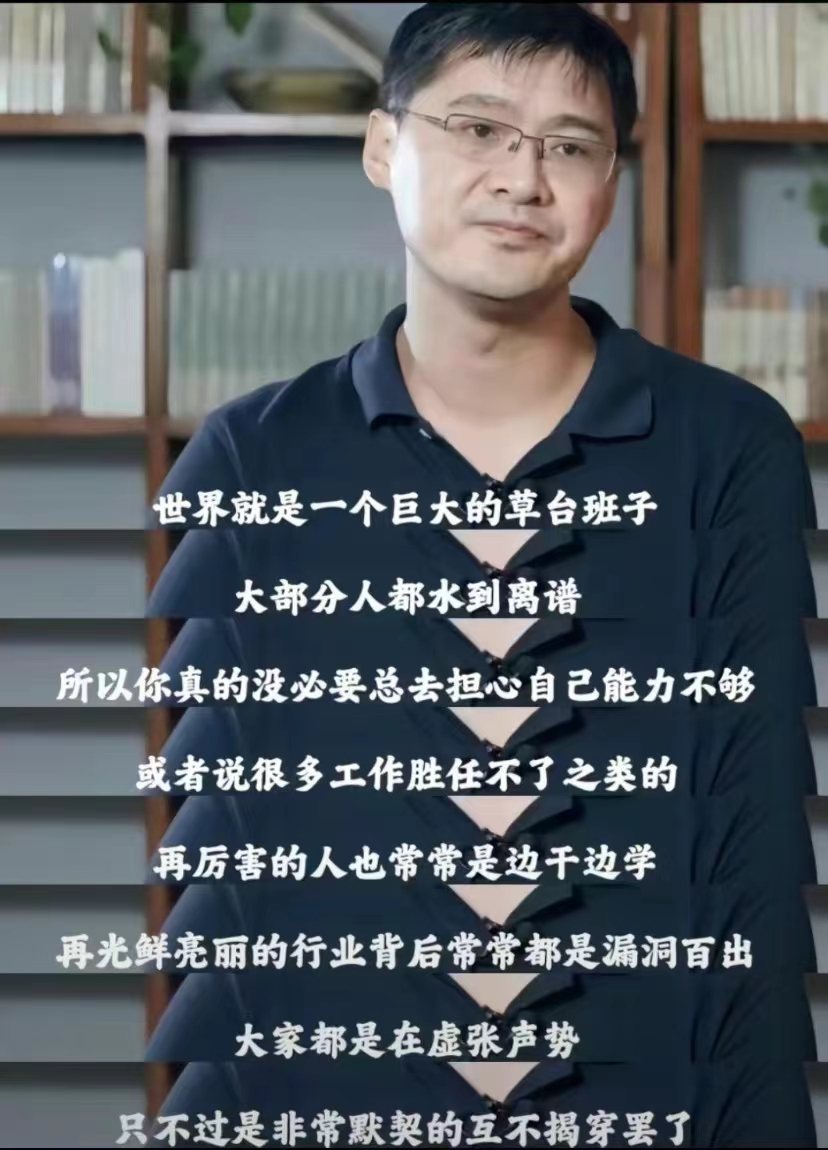 世界就是一个巨大的草台班子
大部分人都水到离谱
所以你真的没必要总去担心自己能力不够
或者说很多工作胜任不了之类的
再厉害的人也常常是边干边学
再光鲜亮丽的行业背后常常都是漏洞百出
大家都是在虚张声势
只不过是非常默契的互不揭穿罢了